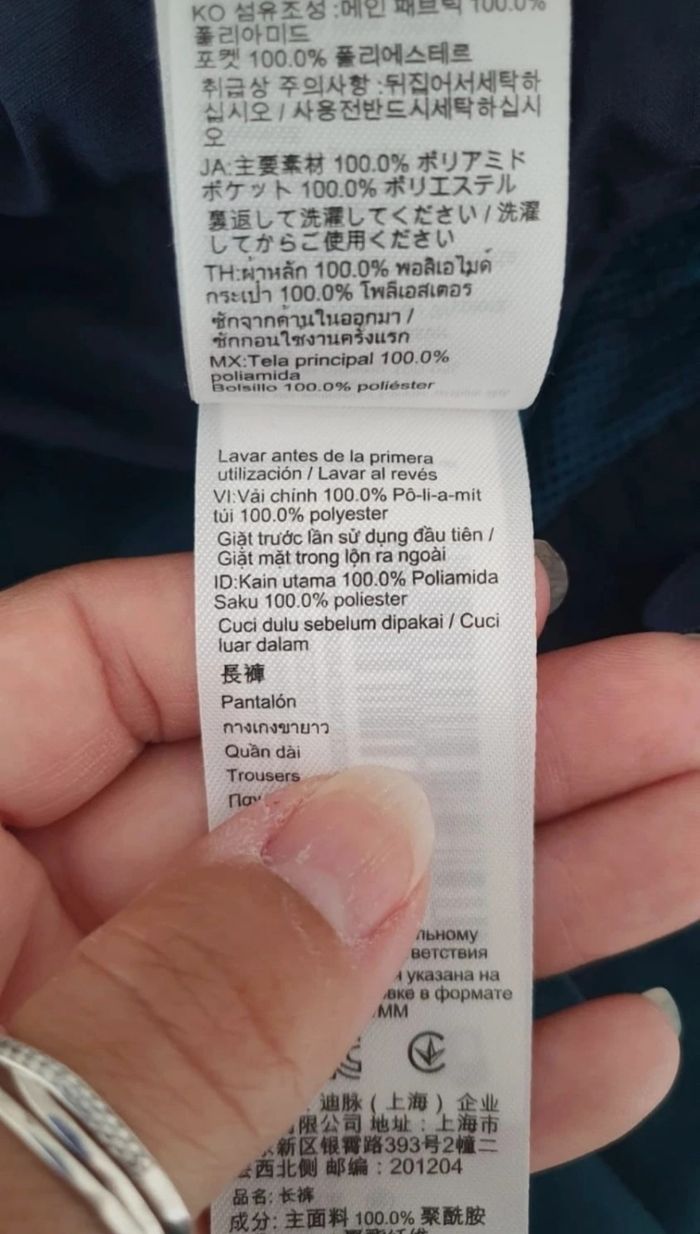 KO 섬유조성 :메인 패브릭 100.0%
폴리아미드
포켓 100.0% 폴리에스테르
취급상 주의사항 :뒤집어서세탁하
십시오 / 사용전반드시세탁하십시
오
JA:主要素材 100.0% ポリアミド
ポケット 100.0% ポリエステル
裏返して洗濯してください / 洗濯
してからご使用ください
TH:ผ้าหลัก 100.0% พอลิเอไมด์
กระเป๋า 100.0% โพลีเอสเตอร์
ซักจากด้านในออกมา /
ซักก่อนใช้งานครั้งแรก
MX:Tela principal 100.0%
poliamida
Bolsillo 100.0% poliéster
Lavar antes de la primera
utilización / Lavar al revés
VI:Vải chính 100.0% Pô-li-a-mit
túi 100.0% polyester
Giặt trước lần sử dụng đầu tiên /
Giặt mặt trong lộn ra ngoài
ID:Kain utama 100.0% Poliamida
Saku 100.0% poliester
Cuci dulu sebelum dipakai / Cuci
luar dalam
長褲
Pantalón
กางเกงขายาว
Quần dài
Trousers
указана на
в формате
ММ
迪脉（上海）企业
限公司 地址：上海市
新区银霄路393号2幢二
西北侧 邮编：201204
品名: 长裤
成分: 主面料 100.0% 聚酰胺